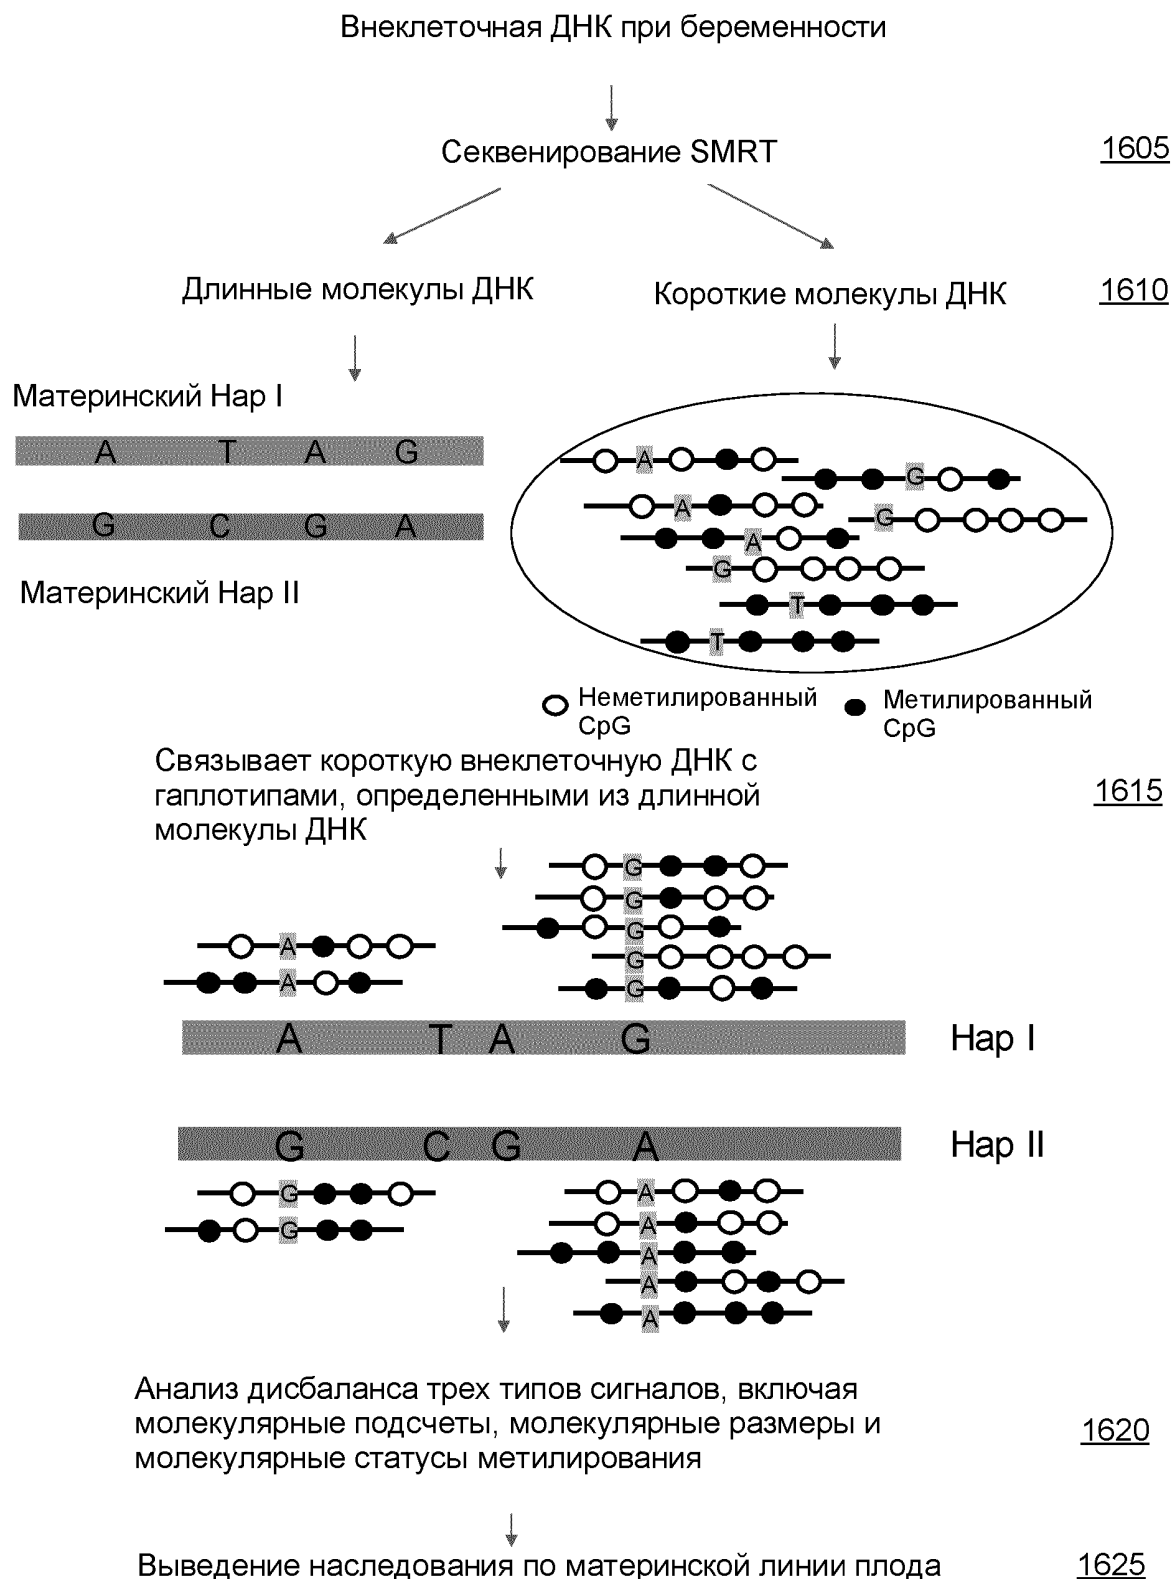 Внеклеточная ДНК при беременности
Секвенирование SMRT
1605
Длинные молекулы ДНК
Короткие молекулы ДНК
1610
Материнский Hap I
A T A G
G C G A
Материнский Hap II
A
G
A
G
A
G
T
T
Неметилированный
CpG
Метилированный
CpG
Связывает короткую внеклеточную ДНК с
гаплотипами, определенными из длинной
молекулы ДНК
1615
G
G
G
G
G
A
A
A T A G
Hap I
G C G A
Hap II
G
G
A
A
A
A
A
Анализ дисбаланса трех типов сигналов, включая
молекулярные подсчеты, молекулярные размеры и
молекулярные статусы метилирования
1620
Выведение наследования по материнской линии плода
1625